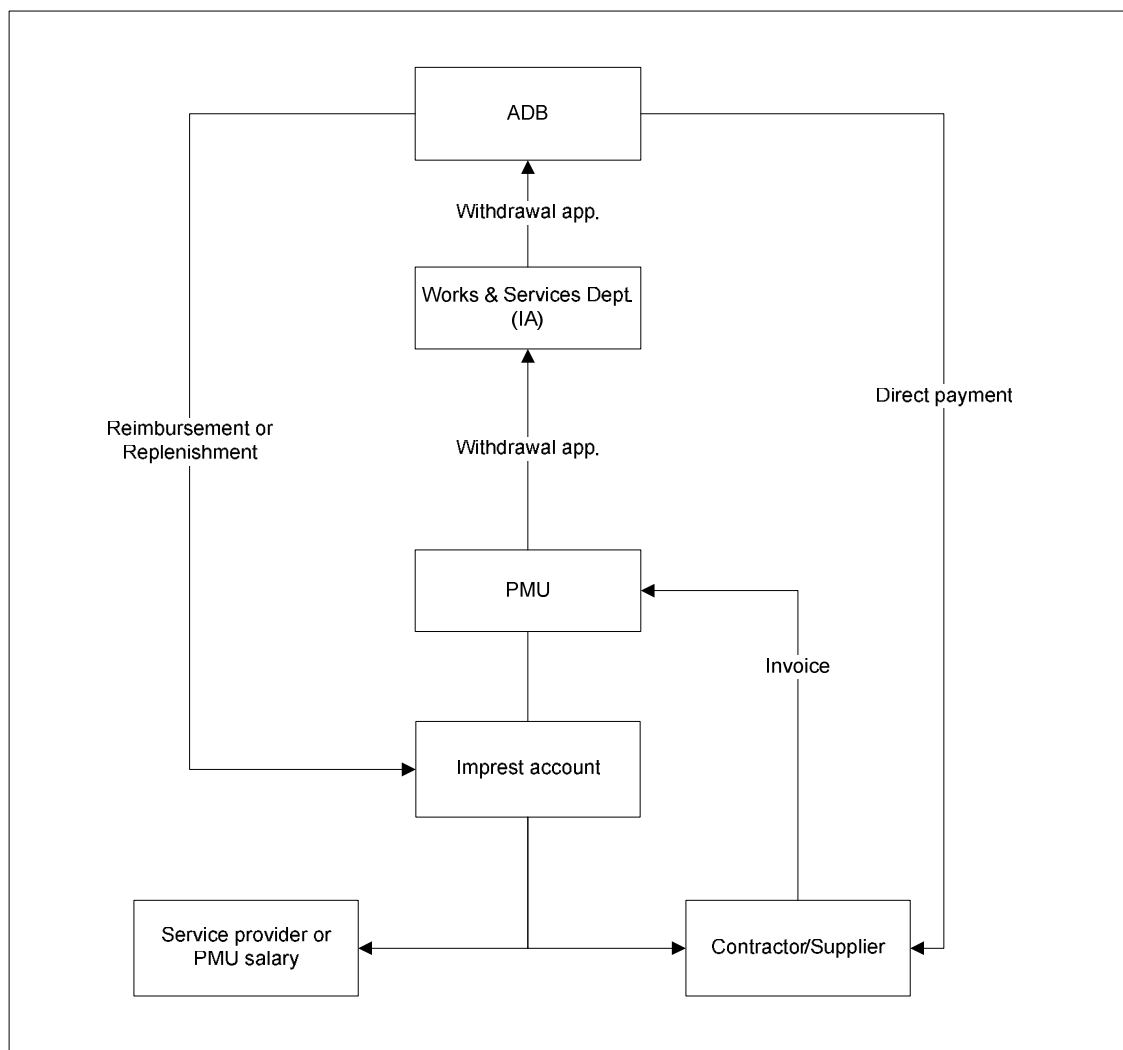 ADB
Withdrawal app.
Works & Services Dept.
(IA)
Direct payment
Reimbursement or
Replenishment
Withdrawal app.
PMU
Invoice
Imprest account
Service provider or
PMU salary
Contractor/Supplier